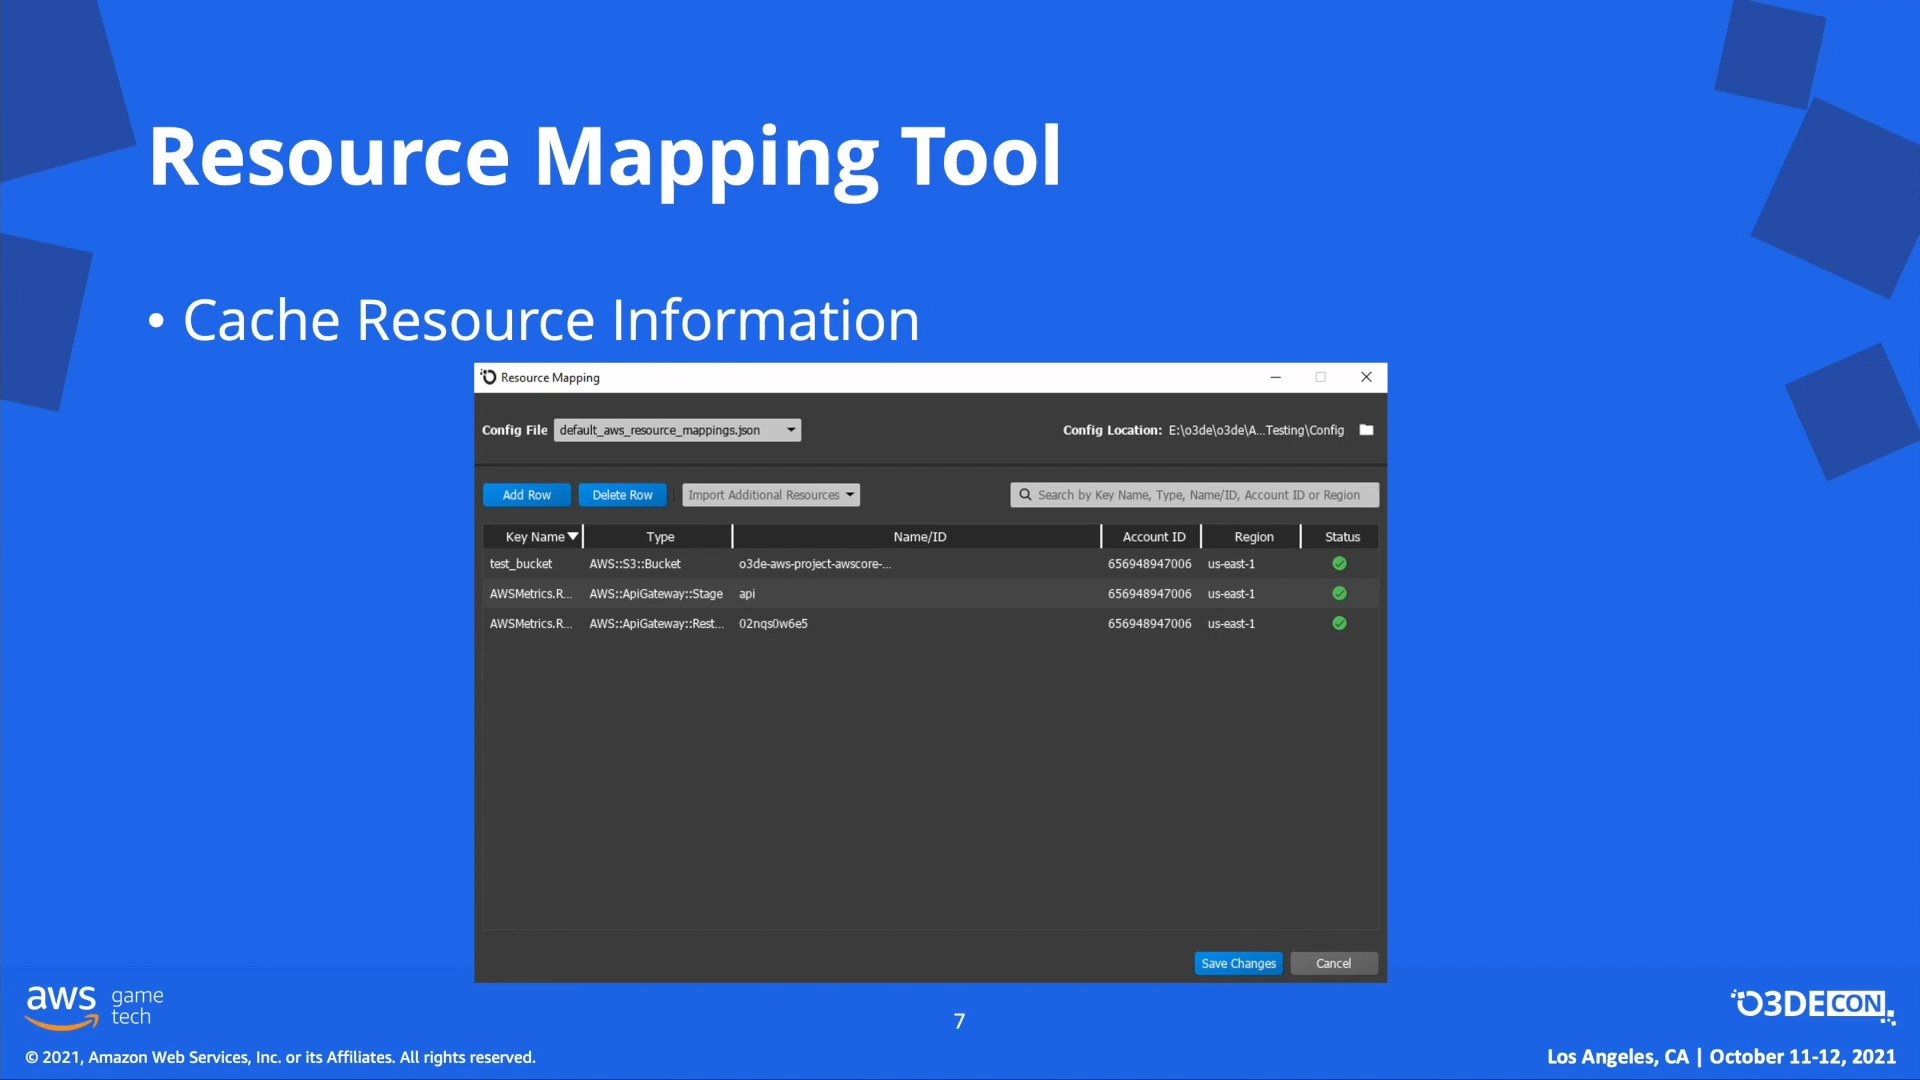 Resource Mapping Tool
• Cache Resource Information
Resource Mapping
Config File default_aws_resource_mappings.json Config Location: E:\o3de\o3de\A...Testing\Config
Add Row Delete Row Import Additional Resources Search by Key Name, Type, Name/ID, Account ID or Region
Key Name Type Name/ID Account ID Region Status
test_bucket AWS::S3::Bucket o3de-aws-project-awscore-... 656948947006 us-east-1
AWSMetrics.R... AWS::ApiGateway::Stage api 656948947006 us-east-1
AWSMetrics.R... AWS::ApiGateway::Rest... 02nqs0w6e5 656948947006 us-east-1
Save Changes Cancel
aws game tech
7
O3DECON
© 2021, Amazon Web Services, Inc. or its Affiliates. All rights reserved.
Los Angeles, CA | October 11-12, 2021